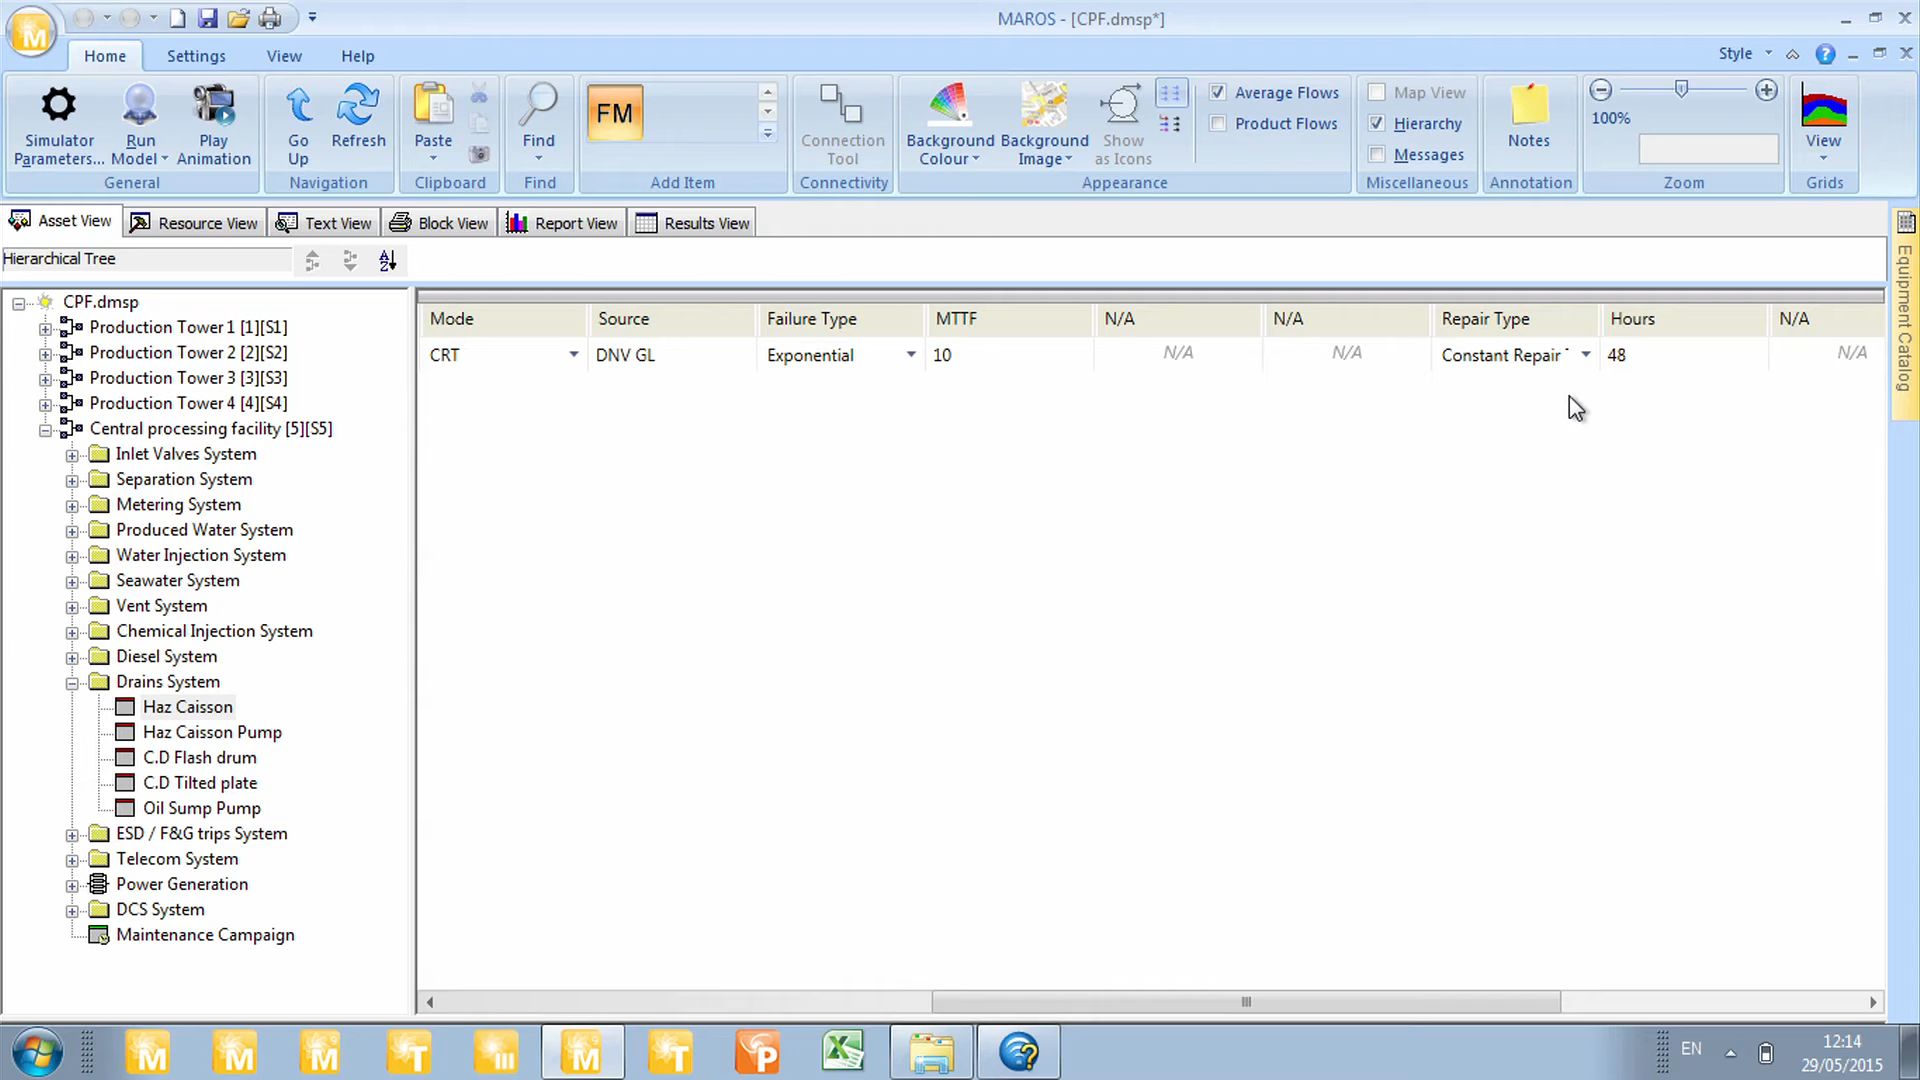 MAROS - [CPF.dmsp*]
Home Settings View Help Style
Simulator Parameters...
Run Model
Play Animation
General
Go Up
Refresh
Navigation
Paste
Clipboard
Find
Find
FM
Add Item
Connection Tool
Connectivity
Background Colour
Background Image
Show as Icons
Average Flows
Product Flows
Appearance
Map View
Hierarchy
Messages
Miscellaneous
Notes
Annotation
100%
Zoom
View
Grids
Asset View Resource View Text View Block View Report View Results View
Hierarchical Tree
Equipment Catalog
CPF.dmsp
Production Tower 1 [1][S1]
Production Tower 2 [2][S2]
Production Tower 3 [3][S3]
Production Tower 4 [4][S4]
Central processing facility [5][S5]
Inlet Valves System
Separation System
Metering System
Produced Water System
Water Injection System
Seawater System
Vent System
Chemical Injection System
Diesel System
Drains System
Haz Caisson
Haz Caisson Pump
C.D Flash drum
C.D Tilted plate
Oil Sump Pump
ESD / F&G trips System
Telecom System
Power Generation
DCS System
Maintenance Campaign
Mode Source Failure Type MTTF N/A N/A Repair Type Hours N/A
CRT DNV GL Exponential 10 N/A N/A Constant Repair 48 N/A
EN
12:14
29/05/2015